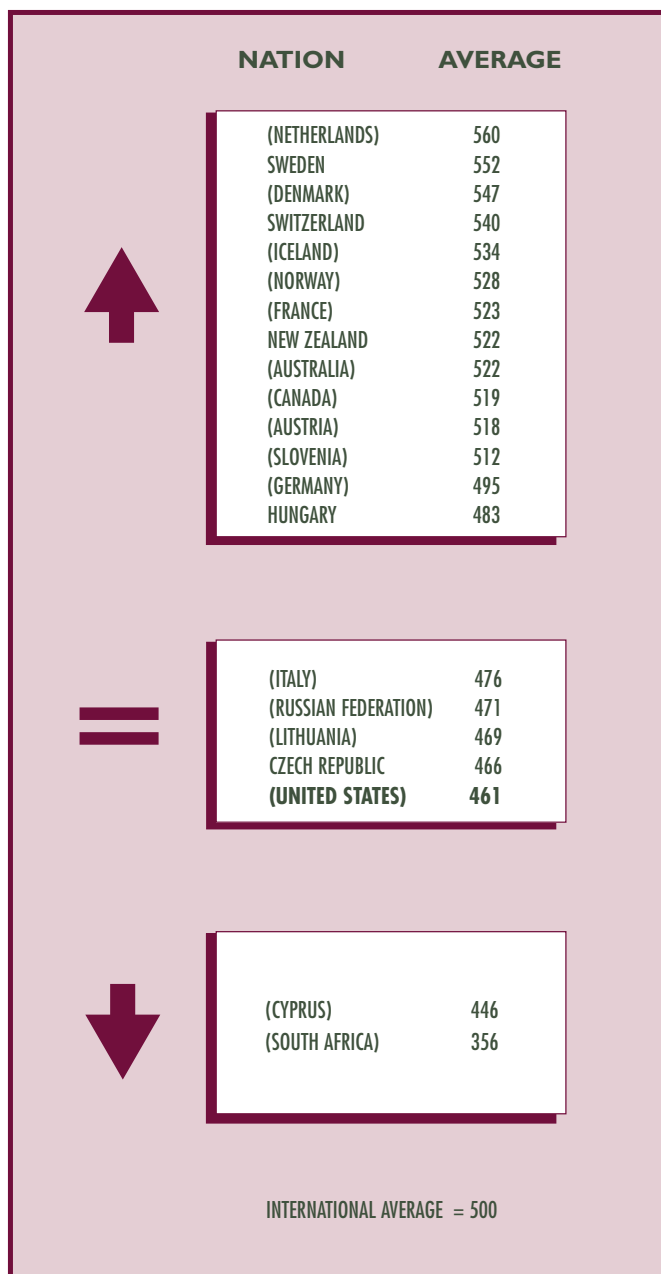 NATION AVERAGE
(NETHERLANDS) 560
SWEDEN 552
(DENMARK) 547
SWITZERLAND 540
(ICELAND) 534
(NORWAY) 528
(FRANCE) 523
NEW ZEALAND 522
(AUSTRALIA) 522
(CANADA) 519
(AUSTRIA) 518
(SLOVENIA) 512
(GERMANY) 495
HUNGARY 483
(ITALY) 476
(RUSSIAN FEDERATION) 471
(LITHUANIA) 469
CZECH REPUBLIC 466
(UNITED STATES) 461
(CYPRUS) 446
(SOUTH AFRICA) 356
INTERNATIONAL AVERAGE = 500